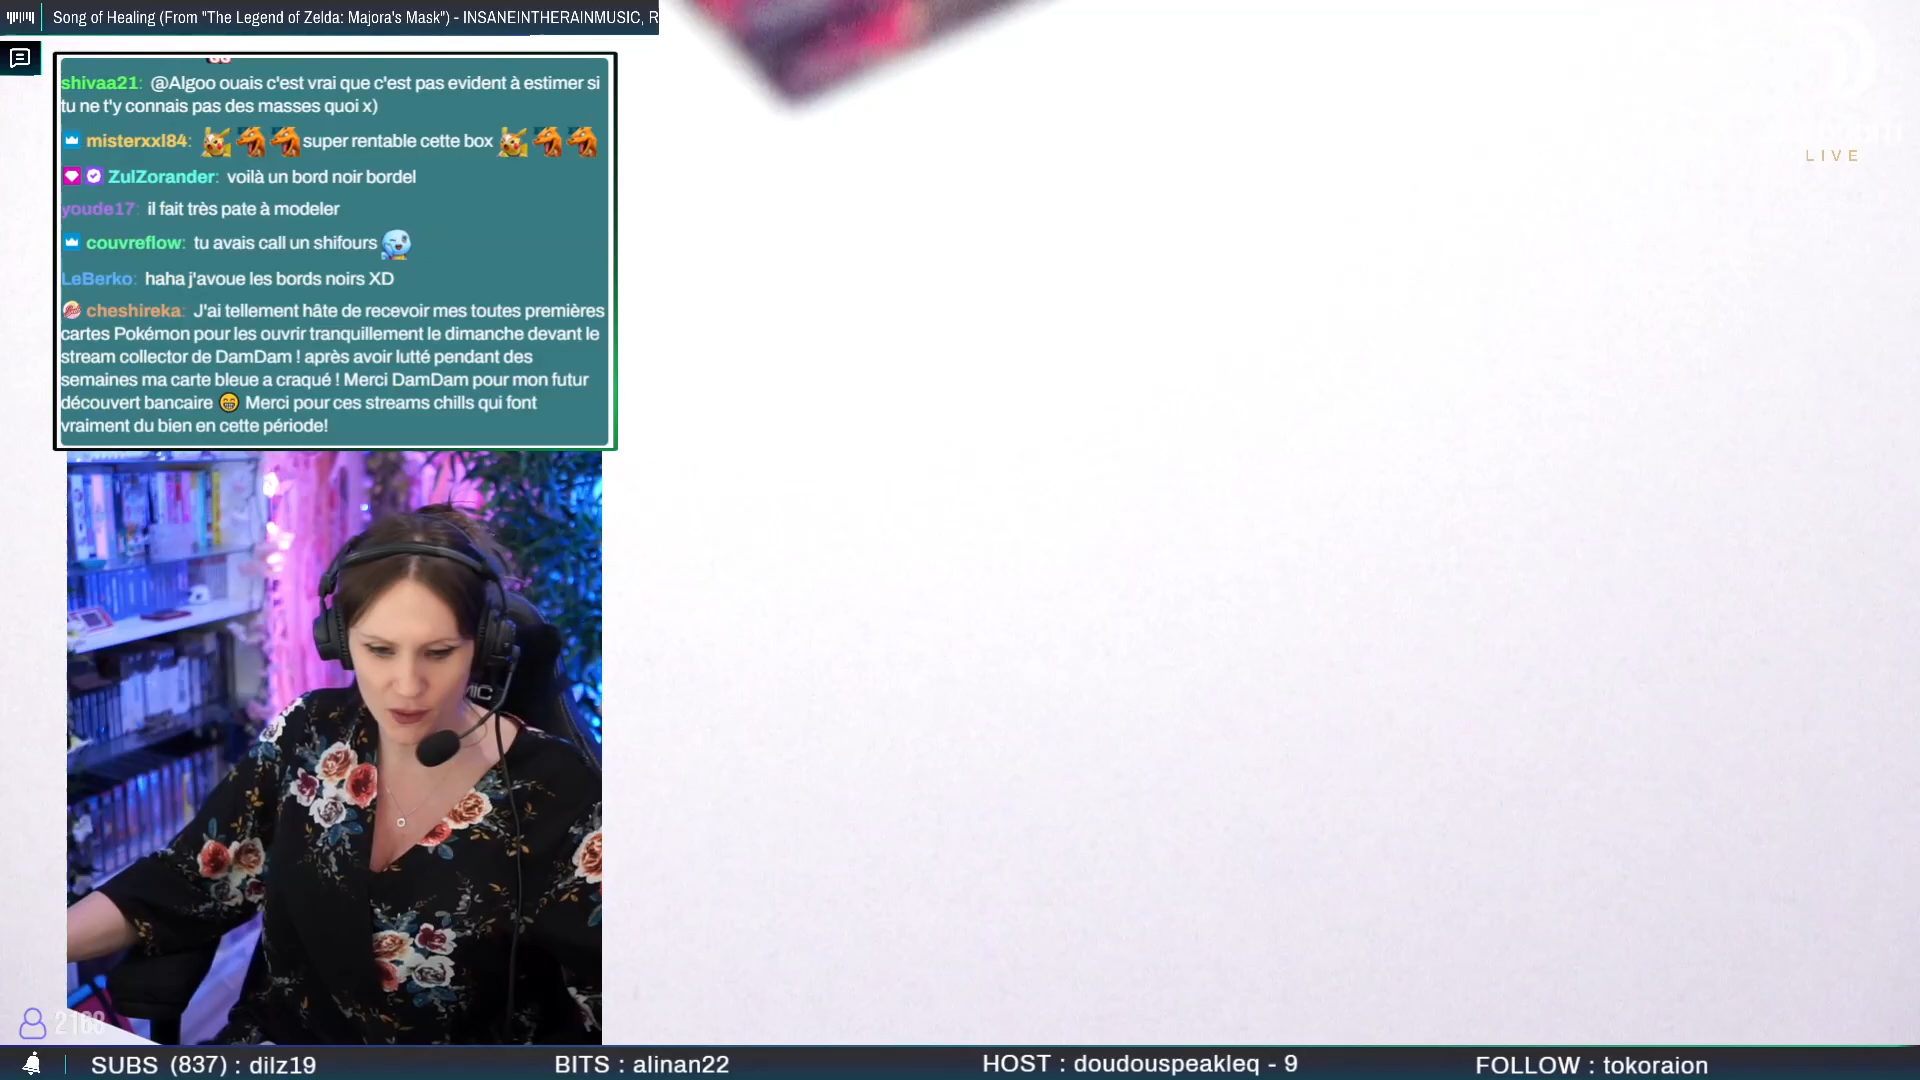 Song of Healing (From "The Legend of Zelda: Majora's Mask") - INSANEINTHERAINMUSIC, R
shivaa21: @Algoo ouais c'est vrai que c'est pas evident à estimer si
tu ne t'y connais pas des masses quoi x)
misterxxl84: super rentable cette box
ZulZorander: voilà un bord noir bordel
youde17: il fait très pate à modeler
couvreflow: tu avais call un shifours
LeBerko: haha j'avoue les bords noirs XD
cheshireka: J'ai tellement hâte de recevoir mes toutes premières
cartes Pokémon pour les ouvrir tranquillement le dimanche devant le
stream collector de DamDam ! après avoir lutté pendant des
semaines ma carte bleue a craqué ! Merci DamDam pour mon futur
découvert bancaire 😁 Merci pour ces streams chills qui font
vraiment du bien en cette période!
LIVE
SUBS (837) : dilz19
BITS : alinan22
HOST : doudouspeakleq - 9
FOLLOW : tokoraion